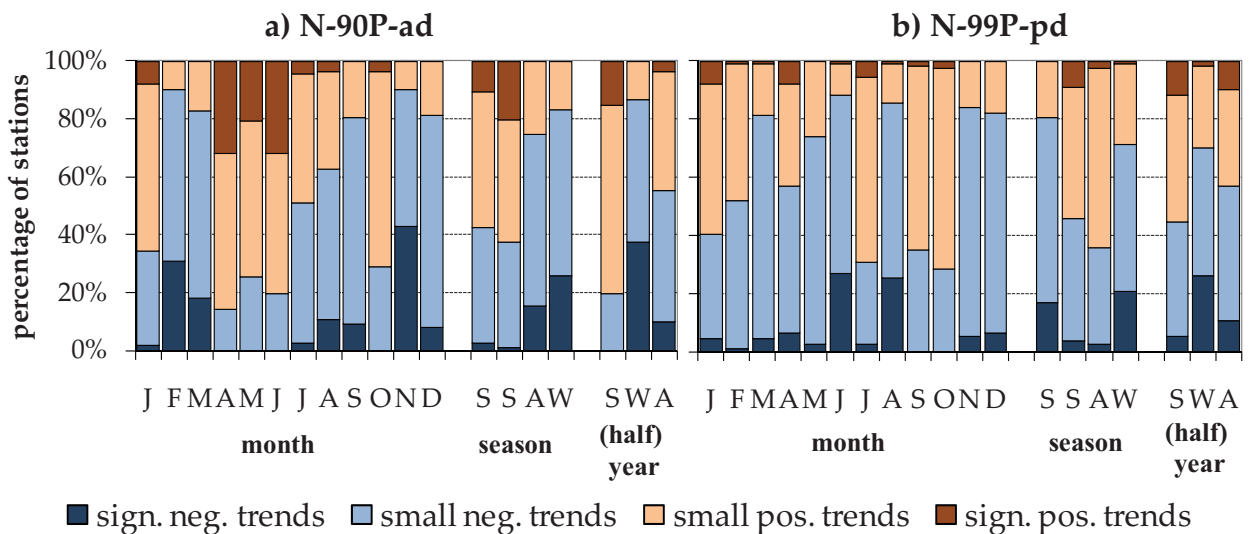 a) N-90P-ad
b) N-99P-pd
percentage of stations
100%
80%
60%
40%
20%
0%
J F M A M J J A S O N D
S S A W
S W A
J F M A M J J A S O N D
S S A W
S W A
month
season
(half)
year
month
season
(half)
year
sign. neg. trends
small neg. trends
small pos. trends
sign. pos. trends